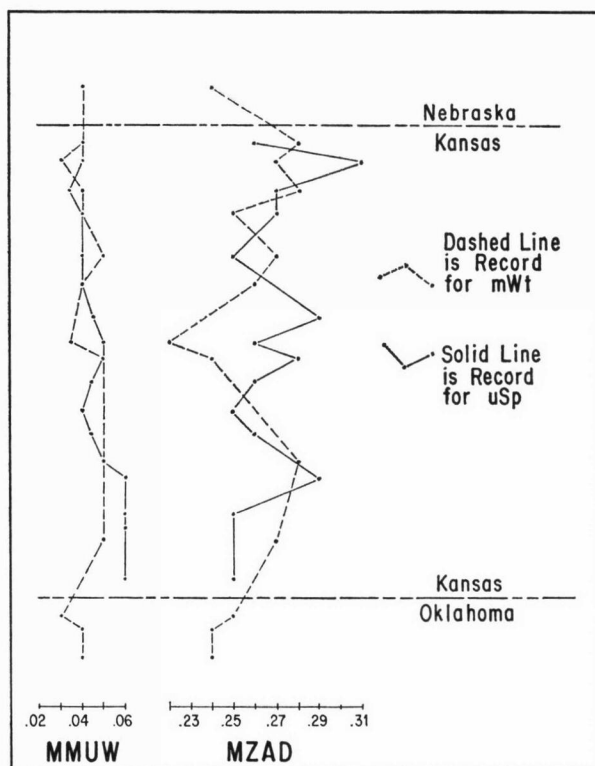 Nebraska
Kansas
Dashed Line
is Record
for mWt
Solid Line
is Record
for uSp
Kansas
Oklahoma
.02 .04 .06 .23 .25 .27 .29 .31
MMUW MZAD